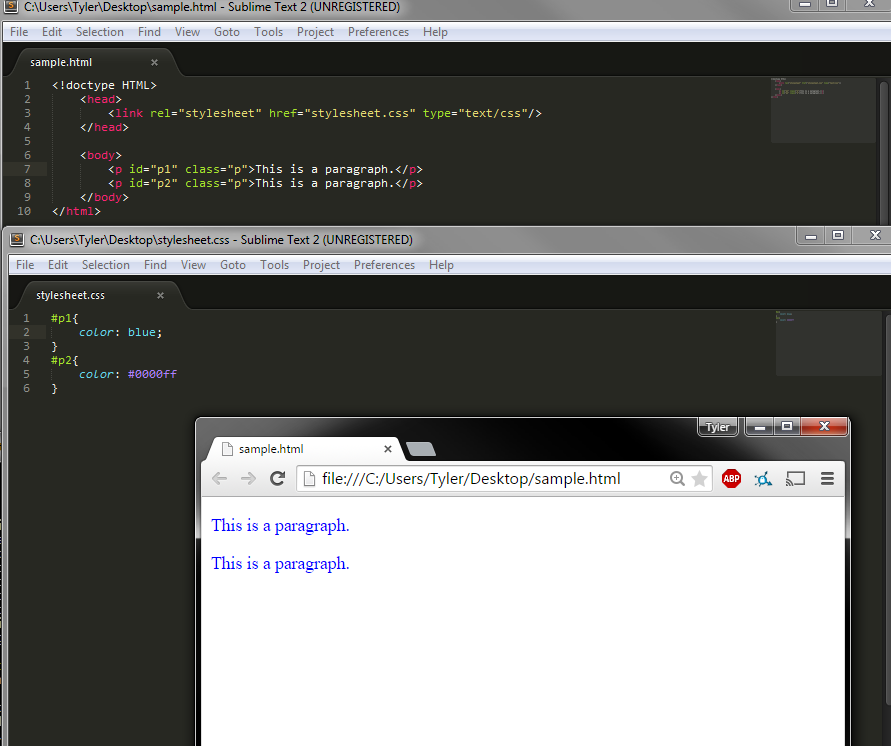 C:\Users\Tyler\Desktop\sample.html - Sublime Text 2 (UNREGISTERED)
File Edit Selection Find View Goto Tools Project Preferences Help
sample.html
1 <!doctype HTML>
2 <head>
3 <link rel="stylesheet" href="stylesheet.css" type="text/css"/>
4 </head>
5
6 <body>
7 <p id="p1" class="p">This is a paragraph.</p>
8 <p id="p2" class="p">This is a paragraph.</p>
9 </body>
10 </html>
C:\Users\Tyler\Desktop\stylesheet.css - Sublime Text 2 (UNREGISTERED)
File Edit Selection Find View Goto Tools Project Preferences Help
stylesheet.css
1 #p1{
2 color: blue;
3 }
4 #p2{
5 color: #0000ff
6 }
Tyler
sample.html
file:///C:/Users/Tyler/Desktop/sample.html
ABP
This is a paragraph.
This is a paragraph.